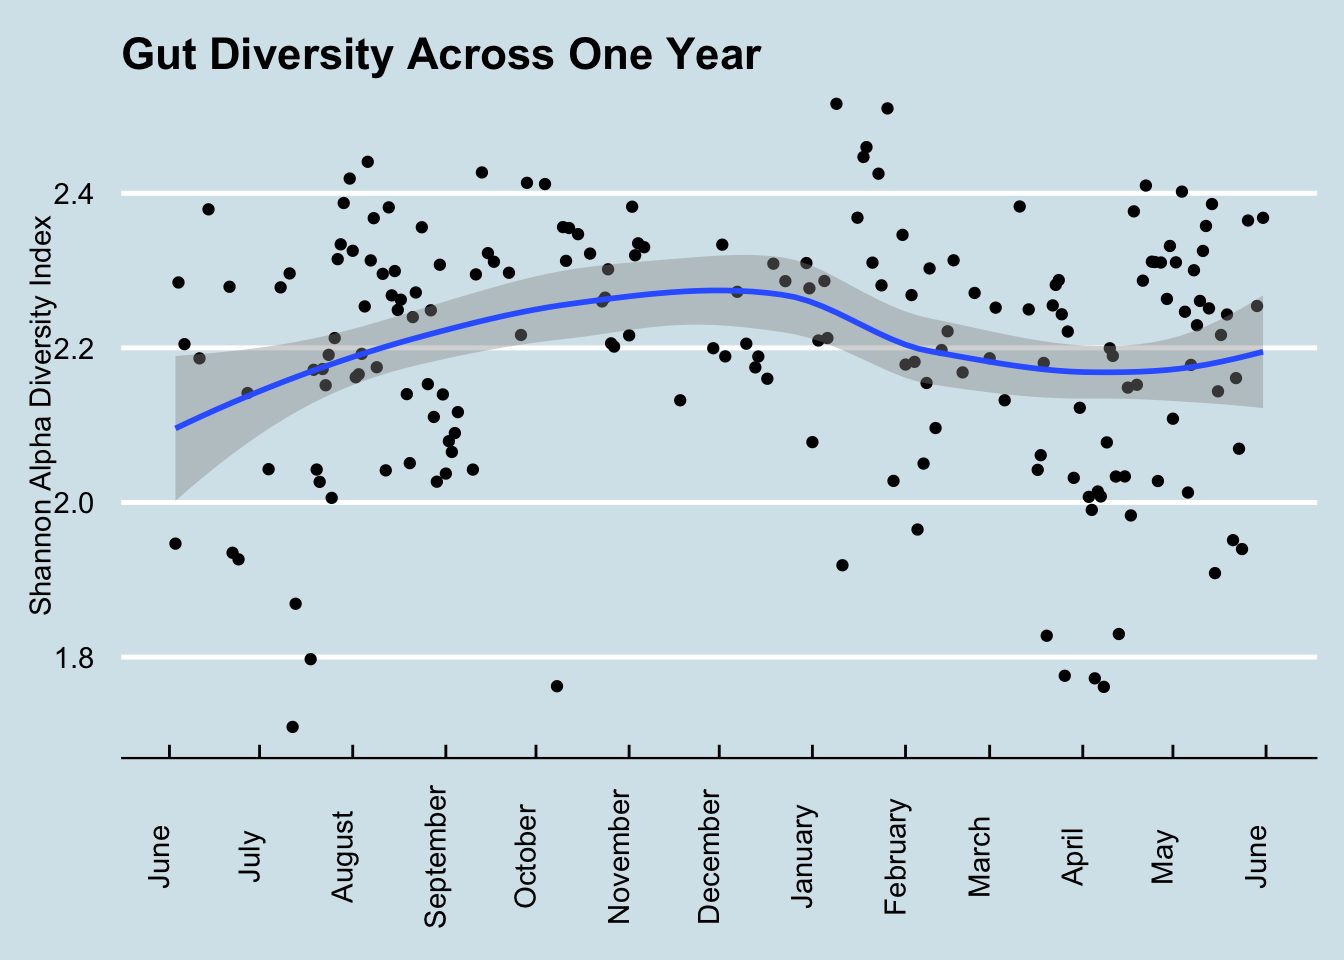 Gut Diversity Across One Year
Shannon Alpha Diversity Index
2.4
2.2
2.0
1.8
June
July
August
September
October
November
December
January
February
March
April
May
June